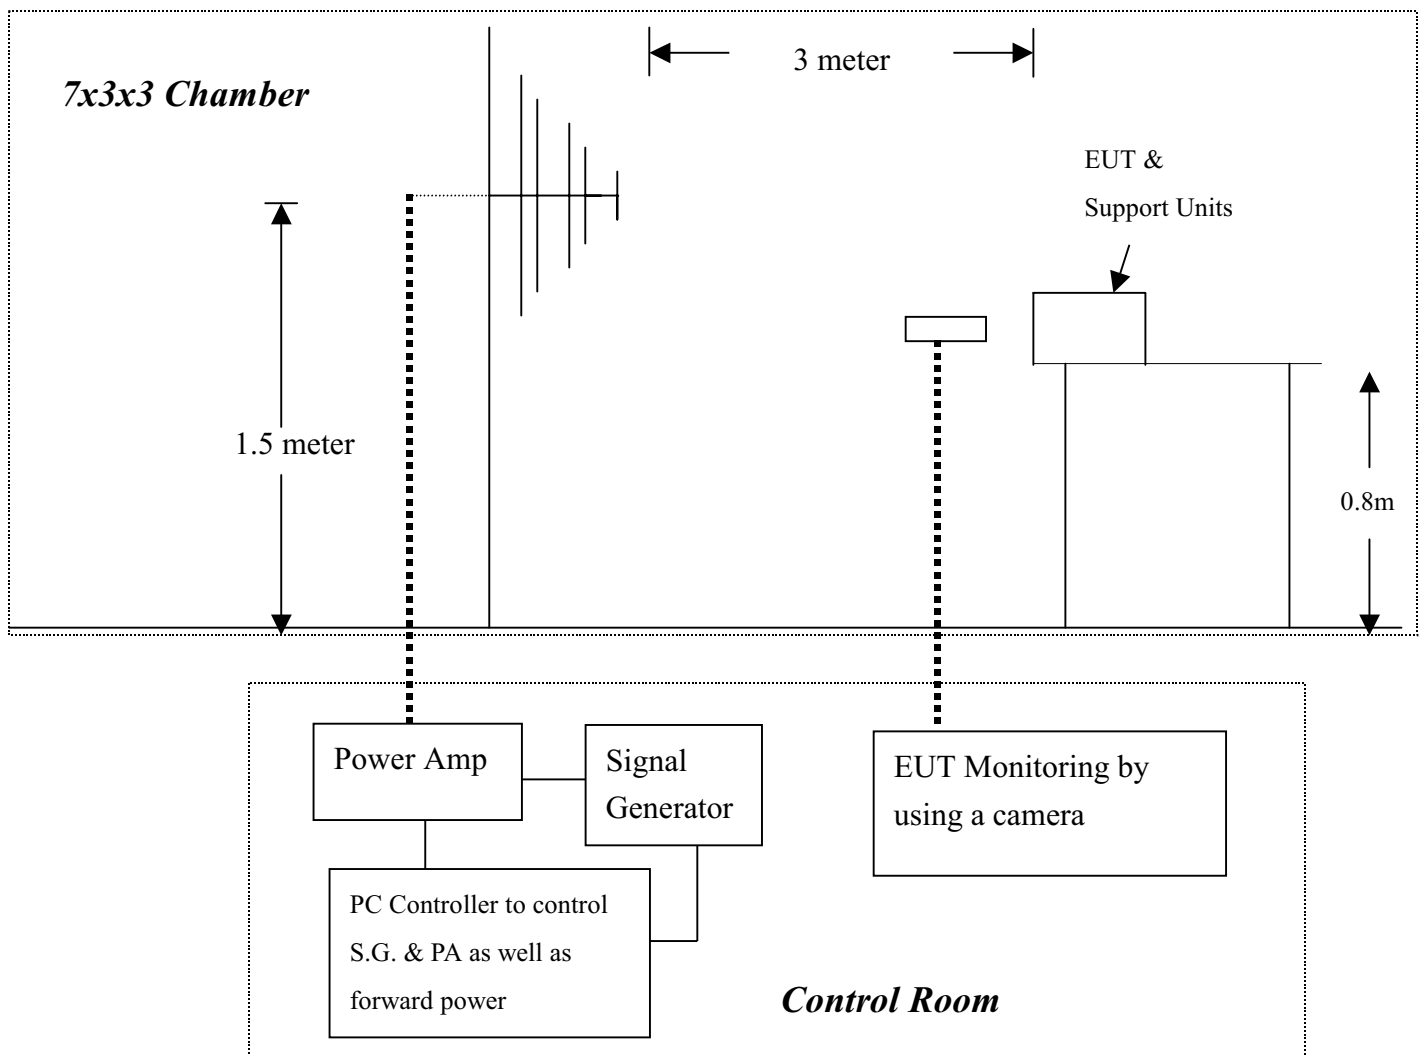 3 meter
7x3x3 Chamber
EUT &
Support Units
1.5 meter
0.8m
Power Amp
Signal
Generator
EUT Monitoring by
using a camera
PC Controller to control
S.G. & PA as well as
forward power
Control Room